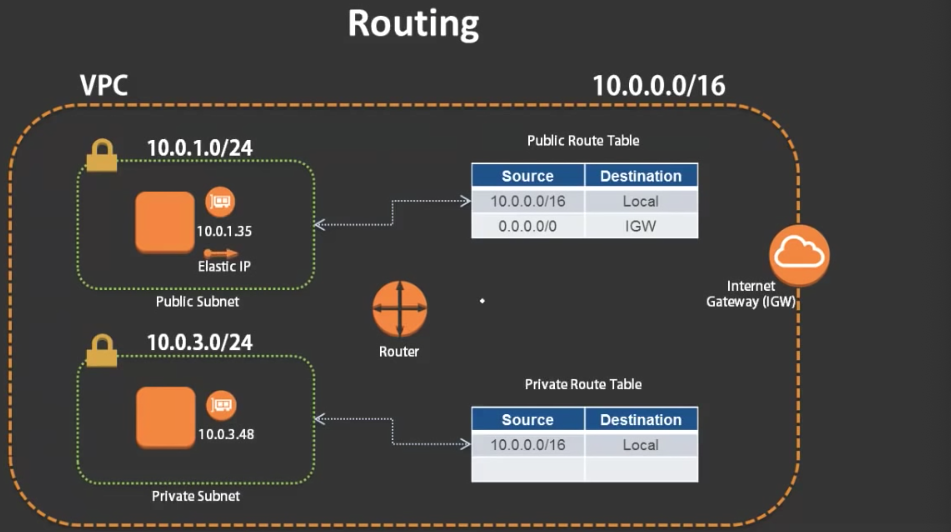 Routing
VPC
10.0.0.0/16
10.0.1.0/24
10.0.1.35
Elastic IP
Public Subnet
Public Route Table
Source Destination
10.0.0.0/16 Local
0.0.0.0/0 IGW
Internet
Gateway (IGW)
Router
10.0.3.0/24
10.0.3.48
Private Subnet
Private Route Table
Source Destination
10.0.0.0/16 Local